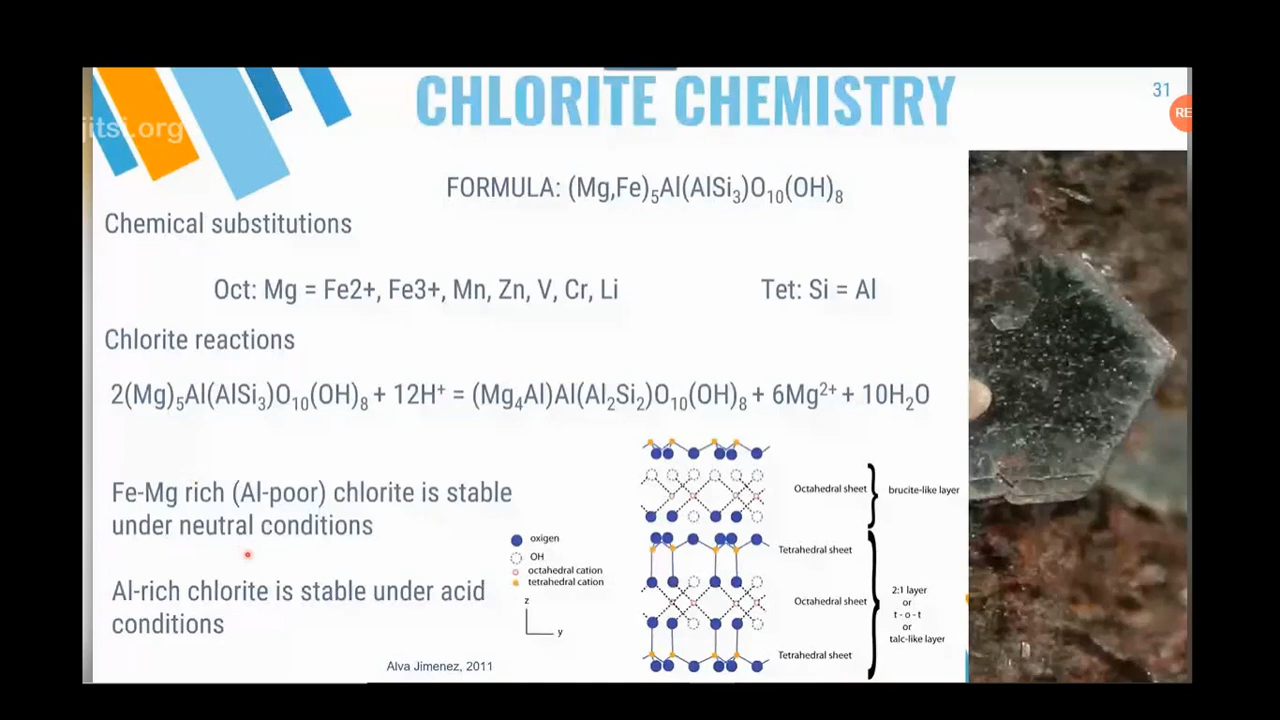 CHLORITE CHEMISTRY
31
RE
jitsi.org
FORMULA: (Mg,Fe)₅Al(AlSi₃)O₁₀(OH)₈
Chemical substitutions
Oct: Mg = Fe2+, Fe3+, Mn, Zn, V, Cr, Li
Tet: Si = Al
Chlorite reactions
2(Mg)₅Al(AlSi₃)O₁₀(OH)₈ + 12H⁺ = (Mg₄Al)Al(Al₂Si₂)O₁₀(OH)₈ + 6Mg²⁺ + 10H₂O
Fe-Mg rich (Al-poor) chlorite is stable
under neutral conditions
Al-rich chlorite is stable under acid
conditions
Alva Jimenez, 2011
oxigen
OH
octahedral cation
tetrahedral cation
z
y
Octahedral sheet
brucite-like layer
Tetrahedral sheet
Octahedral sheet
2:1 layer
or
t - o - t
or
talc-like layer
Tetrahedral sheet